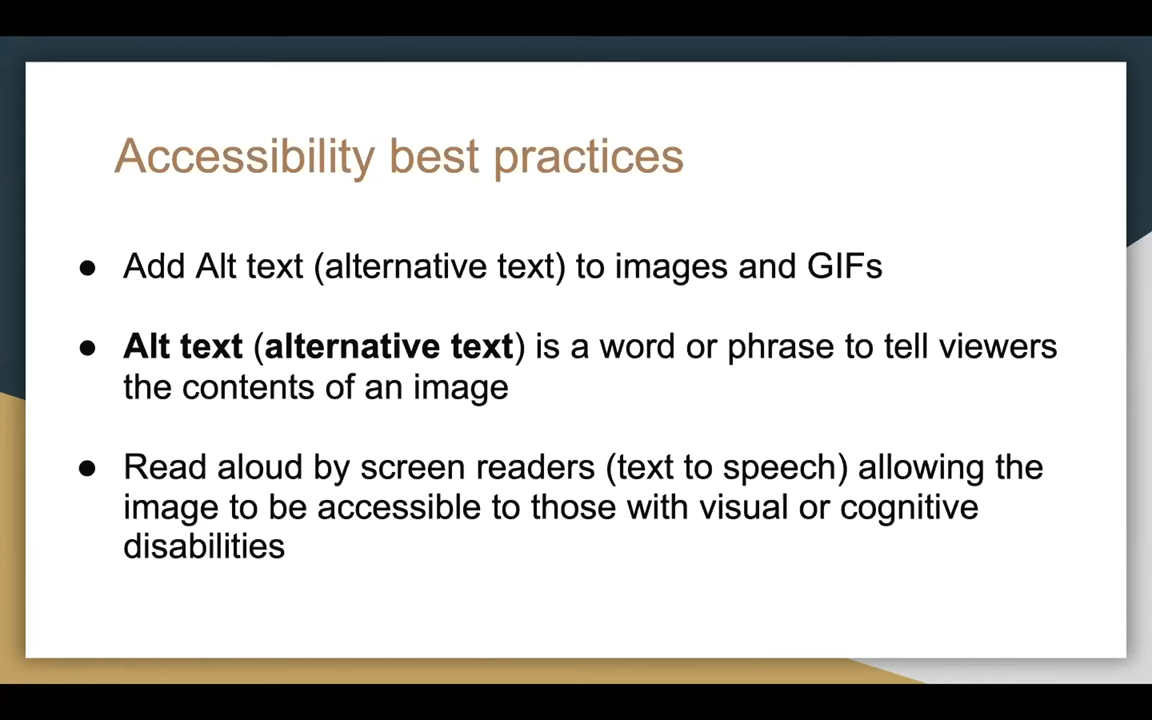 Accessibility best practices
● Add Alt text (alternative text) to images and GIFs
● Alt text (alternative text) is a word or phrase to tell viewers
the contents of an image
● Read aloud by screen readers (text to speech) allowing the
image to be accessible to those with visual or cognitive
disabilities